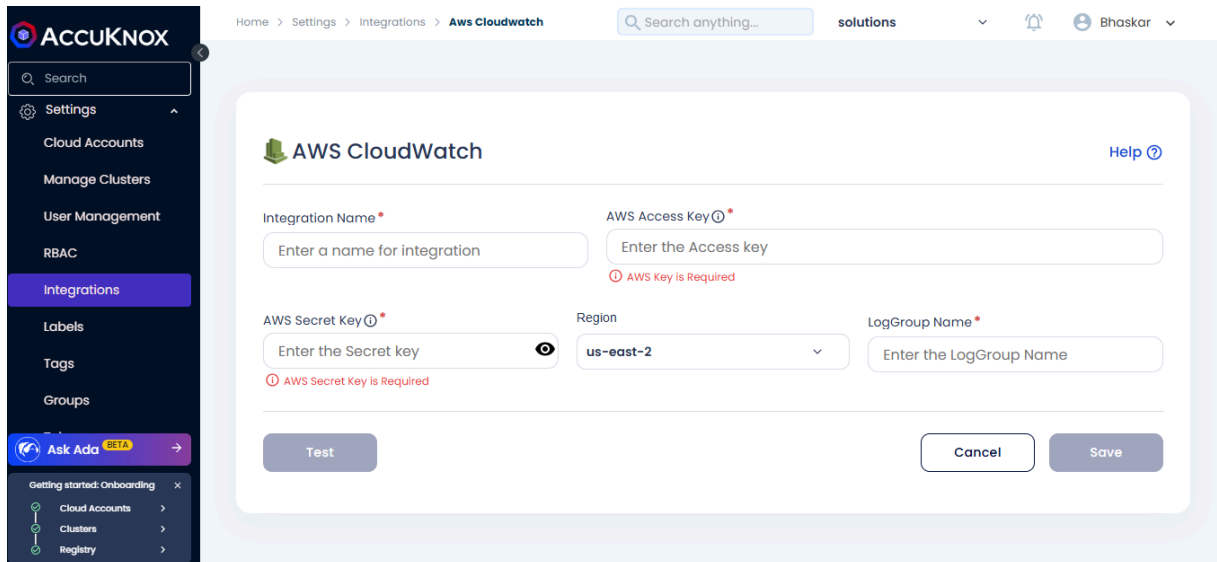 ACCUKNOX
Home > Settings > Integrations > Aws Cloudwatch
Search anything...
solutions
Bhaskar
Search
Settings
Cloud Accounts
Manage Clusters
User Management
RBAC
Integrations
Labels
Tags
Groups
Ask Ada BETA
Getting started: Onboarding
Cloud Accounts
Clusters
Registry
AWS CloudWatch
Help
Integration Name*
Enter a name for integration
AWS Access Key*
Enter the Access key
AWS Key is Required
AWS Secret Key*
Enter the Secret key
AWS Secret Key is Required
Region
us-east-2
LogGroup Name*
Enter the LogGroup Name
Test
Cancel
Save